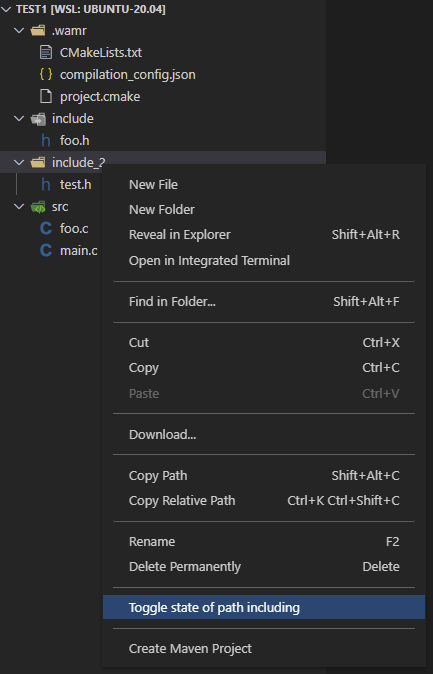 TEST1 [WSL: UBUNTU-20.04]
.wamr
CMakeLists.txt
{ } compilation_config.json
project.cmake
include
h foo.h
include_2
h test.h
src
C foo.c
C main.c
New File
New Folder
Reveal in Explorer Shift+Alt+R
Open in Integrated Terminal
Find in Folder... Shift+Alt+F
Cut Ctrl+X
Copy Ctrl+C
Paste Ctrl+V
Download...
Copy Path Shift+Alt+C
Copy Relative Path Ctrl+K Ctrl+Shift+C
Rename F2
Delete Permanently Delete
Toggle state of path including
Create Maven Project